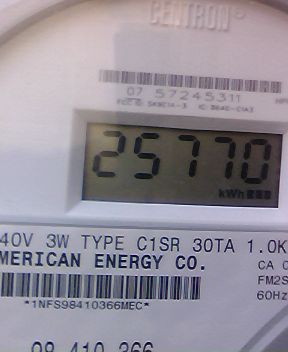 CENTRON®
07 57245311
25770
kWh
40V 3W TYPE C1SR 30TA 1.0K
MERICAN ENERGY CO.
CA
FM2S
60Hz
*1NFS98410366MEC*
98 410 366